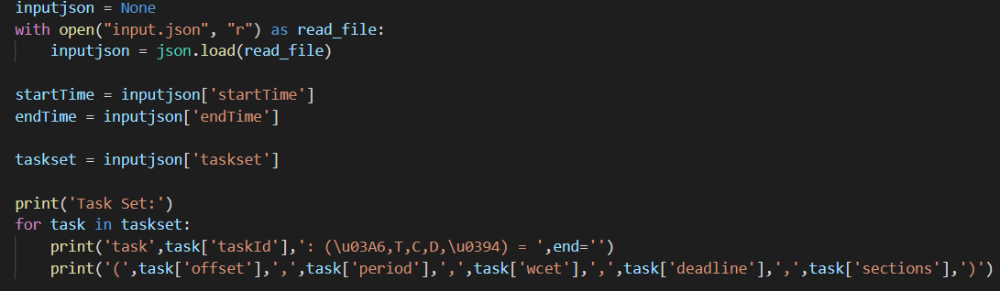 inputjson = None
with open("input.json", "r") as read_file:
    inputjson = json.load(read_file)
startTime = inputjson['startTime']
endTime = inputjson['endTime']
taskset = inputjson['taskset']
print('Task Set:')
for task in taskset:
    print('task',task['taskId'],': (\u03A6,T,C,D,\u0394) = ',end='')
    print('(',task['offset'],',',task['period'],',',task['wcet'],',',task['deadline'],',',task['sections'],')')